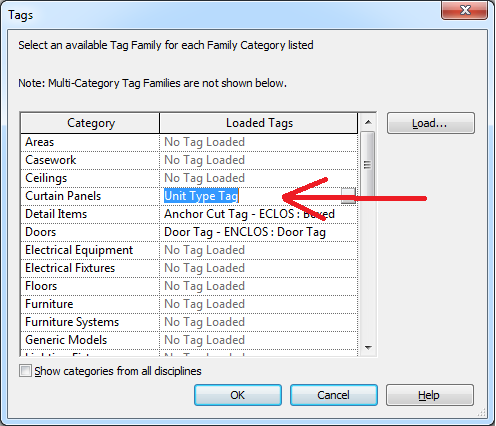 Tags
Select an available Tag Family for each Family Category listed
Note: Multi-Category Tag Families are not shown below.
Category Loaded Tags
Load...
Areas No Tag Loaded
Casework No Tag Loaded
Ceilings No Tag Loaded
Curtain Panels Unit Type Tag
Detail Items Anchor Cut Tag - ECLOS : Boxed
Doors Door Tag - ENCLOS : Door Tag
Electrical Equipment No Tag Loaded
Electrical Fixtures No Tag Loaded
Floors No Tag Loaded
Furniture No Tag Loaded
Furniture Systems No Tag Loaded
Generic Models No Tag Loaded
No Tag Loaded
Show categories from all disciplines
OK Cancel Help